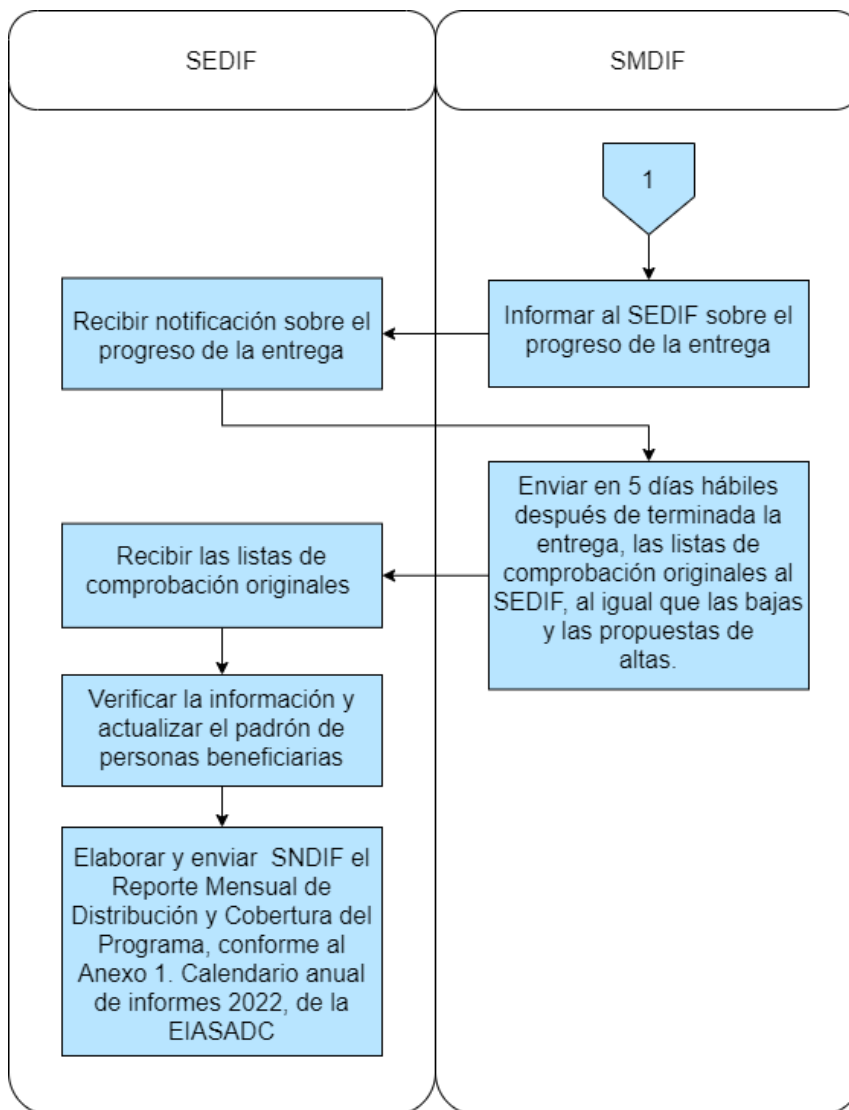 SEDIF
SMDIF
1
Informar al SEDIF sobre el
progreso de la entrega
Recibir notificación sobre el
progreso de la entrega
Enviar en 5 días hábiles
después de terminada la
entrega, las listas de
comprobación originales al
SEDIF, al igual que las bajas
y las propuestas de
altas.
Recibir las listas de
comprobación originales
Verificar la información y
actualizar el padrón de
personas beneficiarias
Elaborar y enviar  SNDIF el
Reporte Mensual de
Distribución y Cobertura del
Programa, conforme al
Anexo 1. Calendario anual
de informes 2022, de la
EIASADC